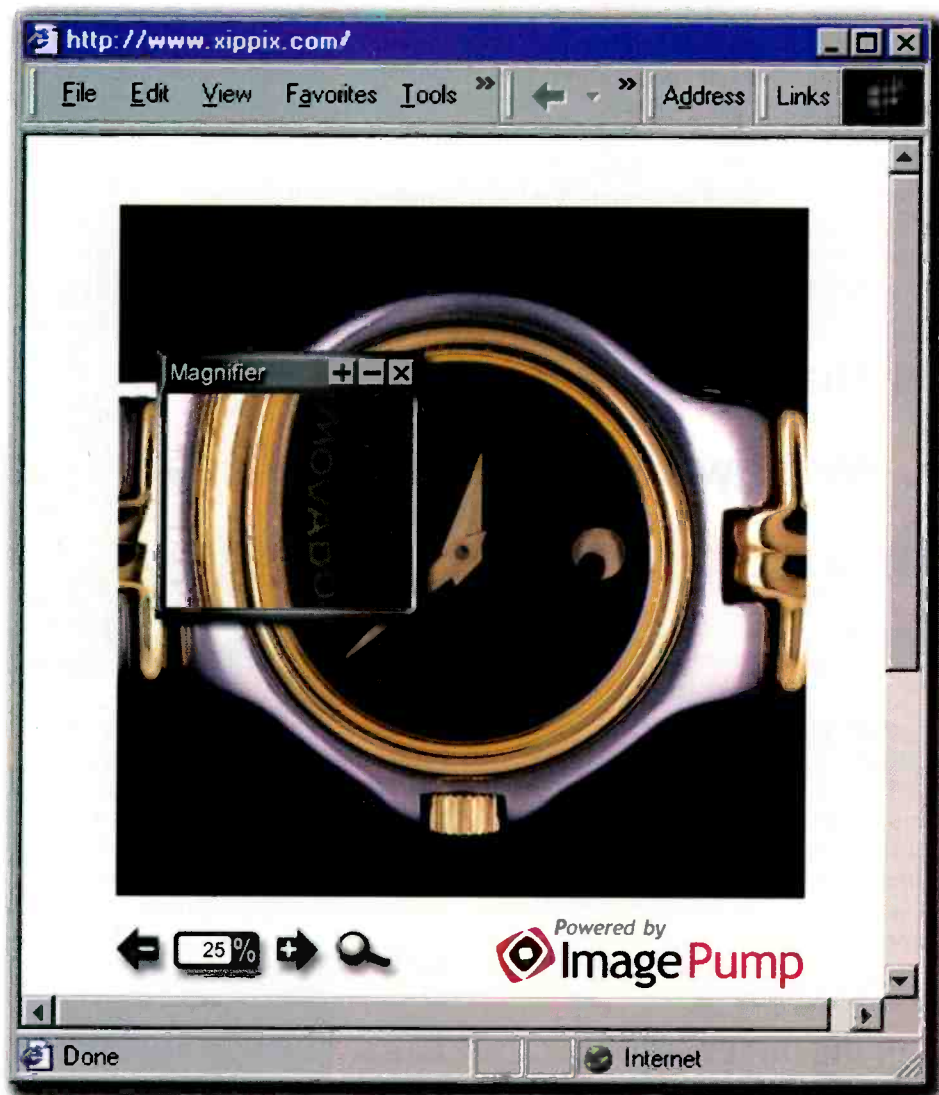 http://www.xippix.com/
File Edit View Favorites Tools » » Address Links
Magnifier
MOVADO
25 %
Powered by
ImagePump
Done Internet